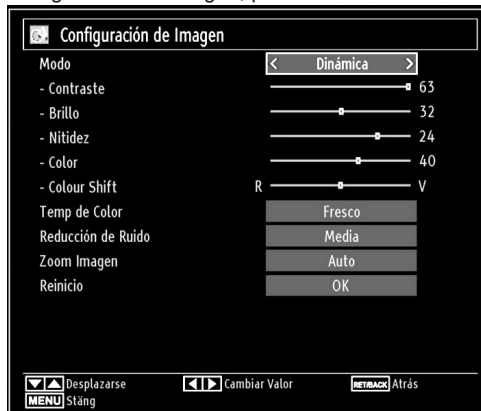 Configuración de Imagen
Modo < Dinámica >
- Contraste 63
- Brillo 32
- Nitidez 24
- Color 40
- Colour Shift R V
Temp de Color Fresco
Reducción de Ruido Media
Zoom Imagen Auto
Reinicio OK
Desplazarse Cambiar Valor RET/BACK Atrás
MENU Stäng